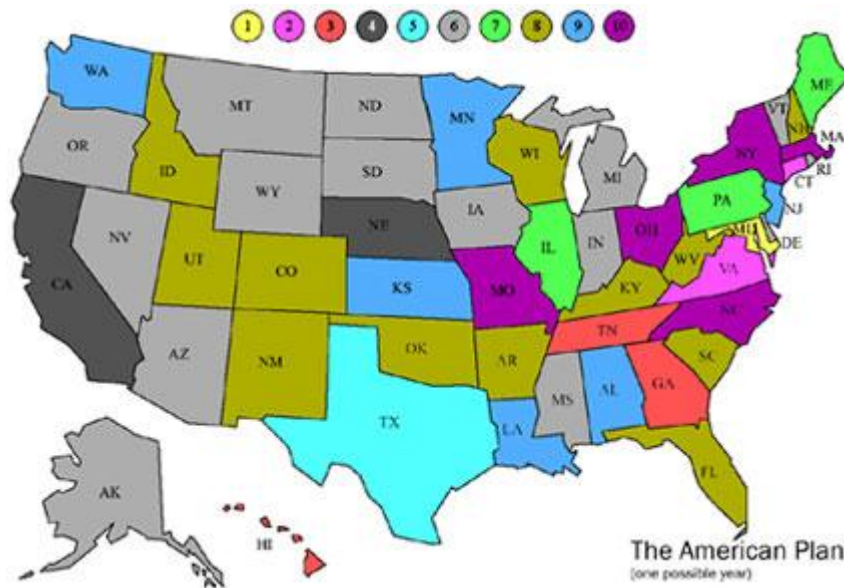 1 2 3 4 5 6 7 8 9 10
WA
MT
ND
MN
VT
NH
ME
OR
ID
SD
WI
MI
NY
MA
RI
CT
WY
IA
PA
NJ
NE
NV
UT
CO
IL
IN
OH
MD
DE
WV
VA
CA
KS
MO
KY
AZ
NM
OK
AR
TN
NC
SC
MS
AL
GA
TX
LA
FL
AK
HI
The American Plan
(one possible year)